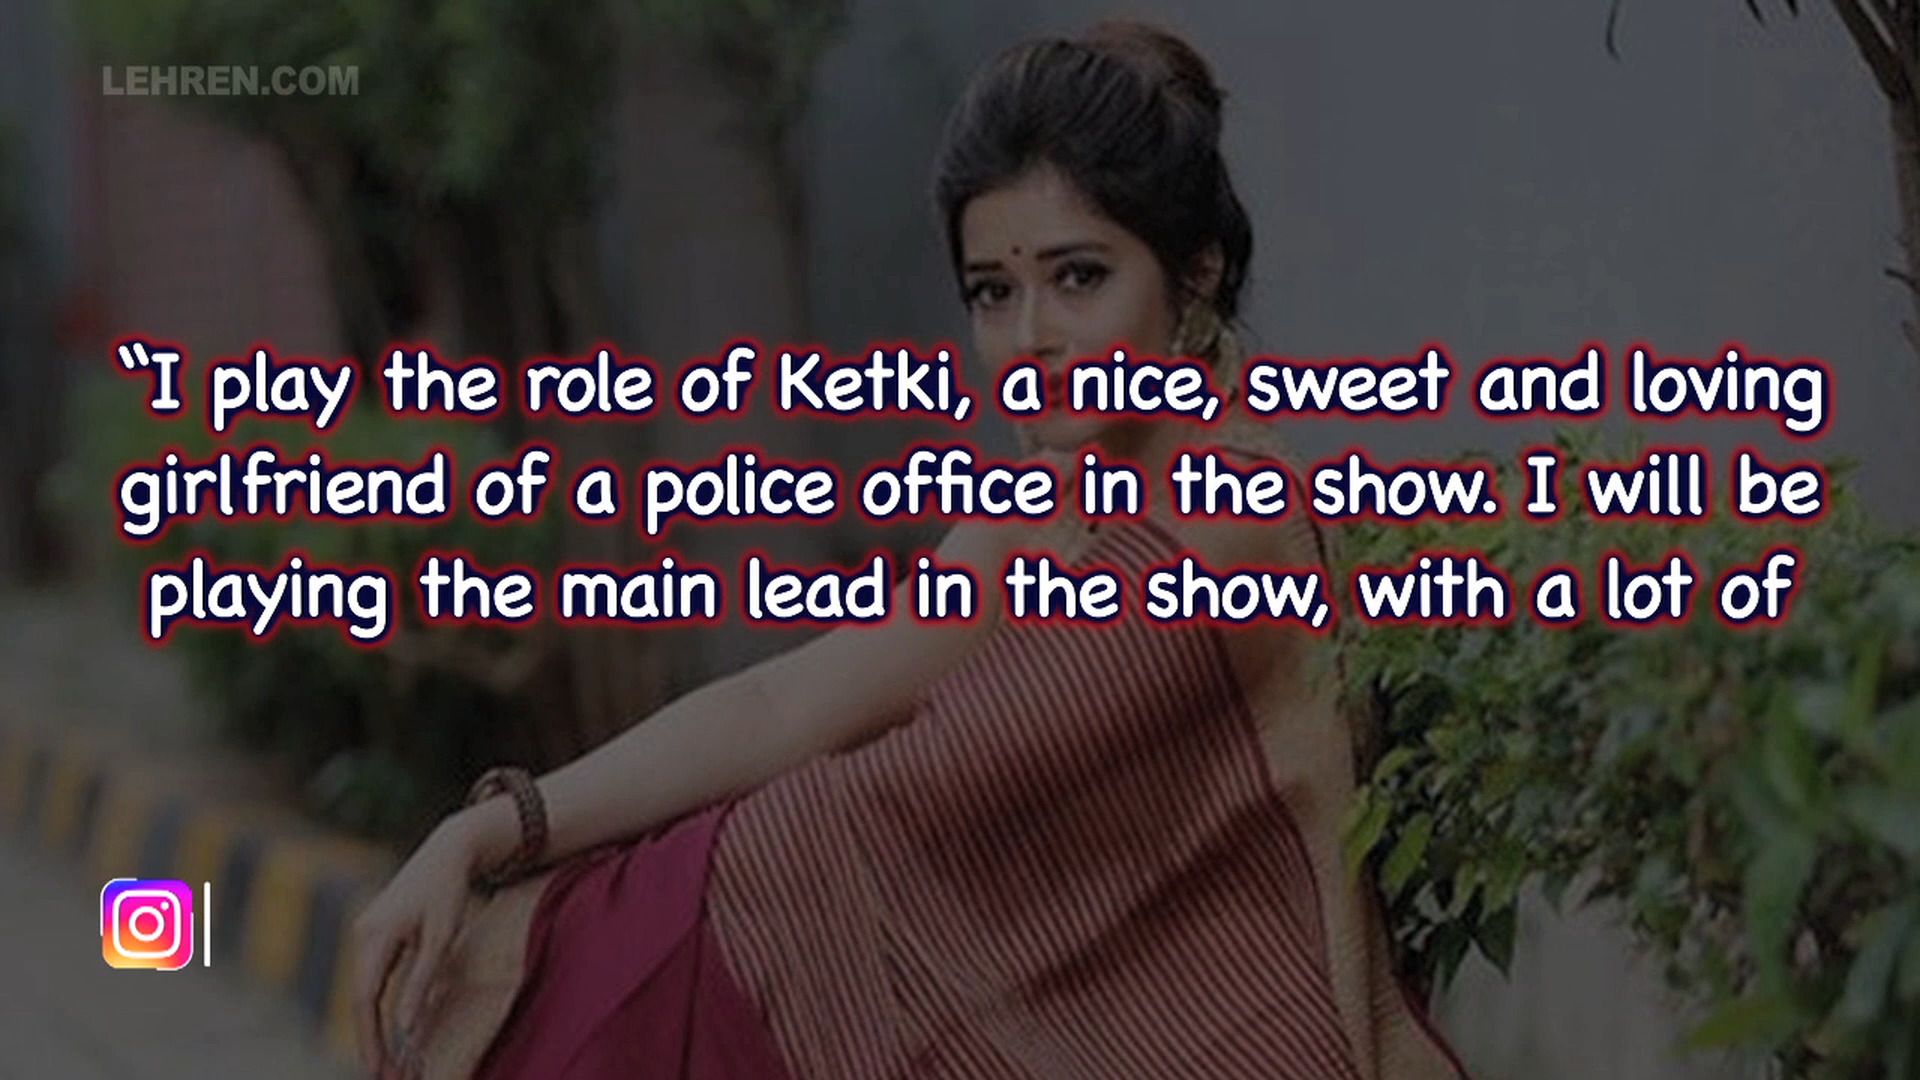 LEHREN.COM
“I play the role of Ketki, a nice, sweet and loving
girlfriend of a police office in the show. I will be
playing the main lead in the show, with a lot of